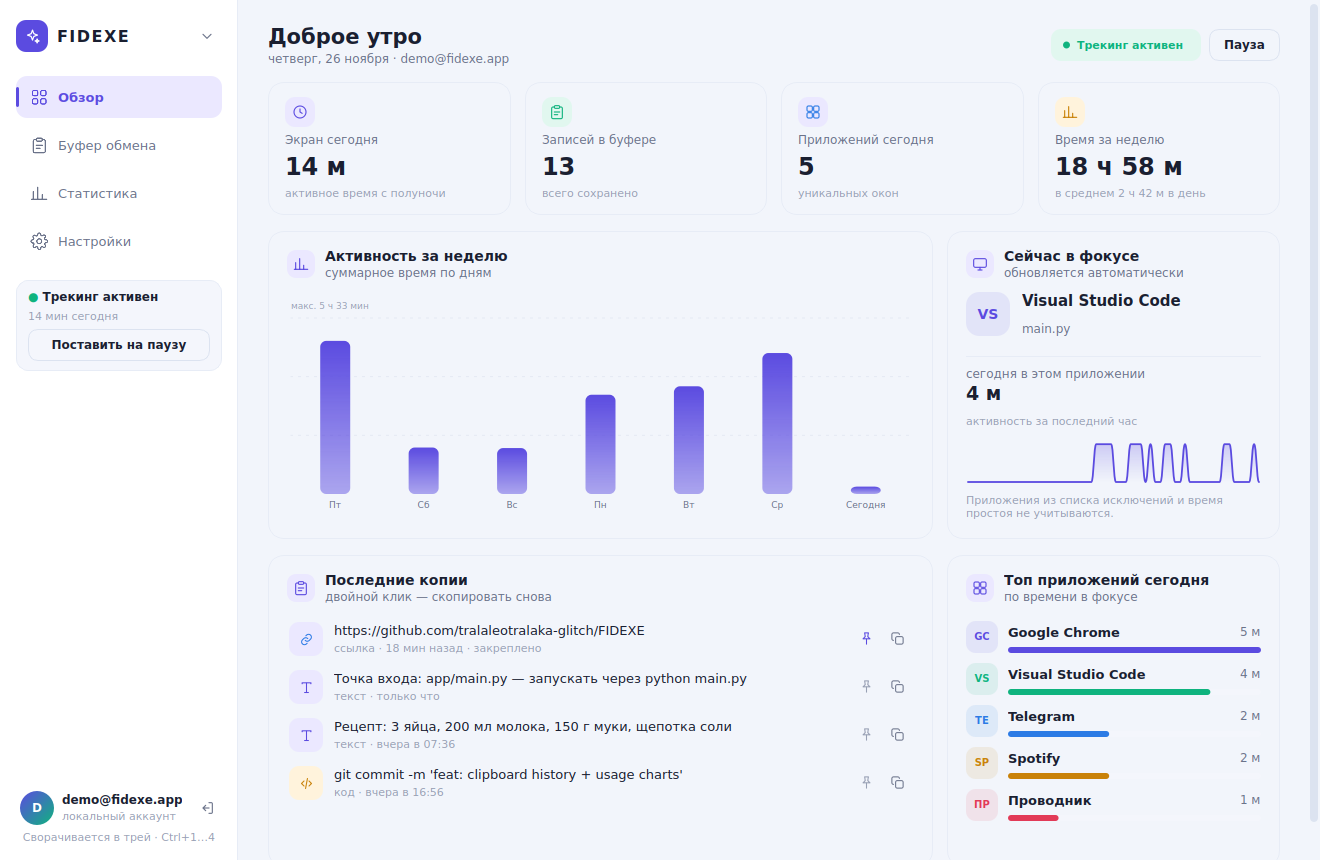 FIDEXE
Обзор
Буфер обмена
Статистика
Настройки
Трекинг активен
14 мин сегодня
Поставить на паузу
D
demo@fidexe.app
локальный аккаунт
Сворачивается в трей · Ctrl+1…4
Доброе утро
четверг, 26 ноября · demo@fidexe.app
Трекинг активен
Пауза
Экран сегодня
14 м
активное время с полуночи
Записей в буфере
13
всего сохранено
Приложений сегодня
5
уникальных окон
Время за неделю
18 ч 58 м
в среднем 2 ч 42 м в день
Активность за неделю
суммарное время по дням
макс. 5 ч 33 мин
Пт
Сб
Вс
Пн
Вт
Ср
Сегодня
Сейчас в фокусе
обновляется автоматически
VS
Visual Studio Code
main.py
сегодня в этом приложении
4 м
активность за последний час
Приложения из списка исключений и время
простоя не учитываются.
Последние копии
двойной клик — скопировать снова
https://github.com/tralaleotralaka-glitch/FIDEXE
ссылка · 18 мин назад · закреплено
Точка входа: app/main.py — запускать через python main.py
текст · только что
Рецепт: 3 яйца, 200 мл молока, 150 г муки, щепотка соли
текст · вчера в 07:36
git commit -m 'feat: clipboard history + usage charts'
код · вчера в 16:56
Топ приложений сегодня
по времени в фокусе
GC
Google Chrome
5 м
VS
Visual Studio Code
4 м
TE
Telegram
2 м
SP
Spotify
2 м
ПР
Проводник
1 м